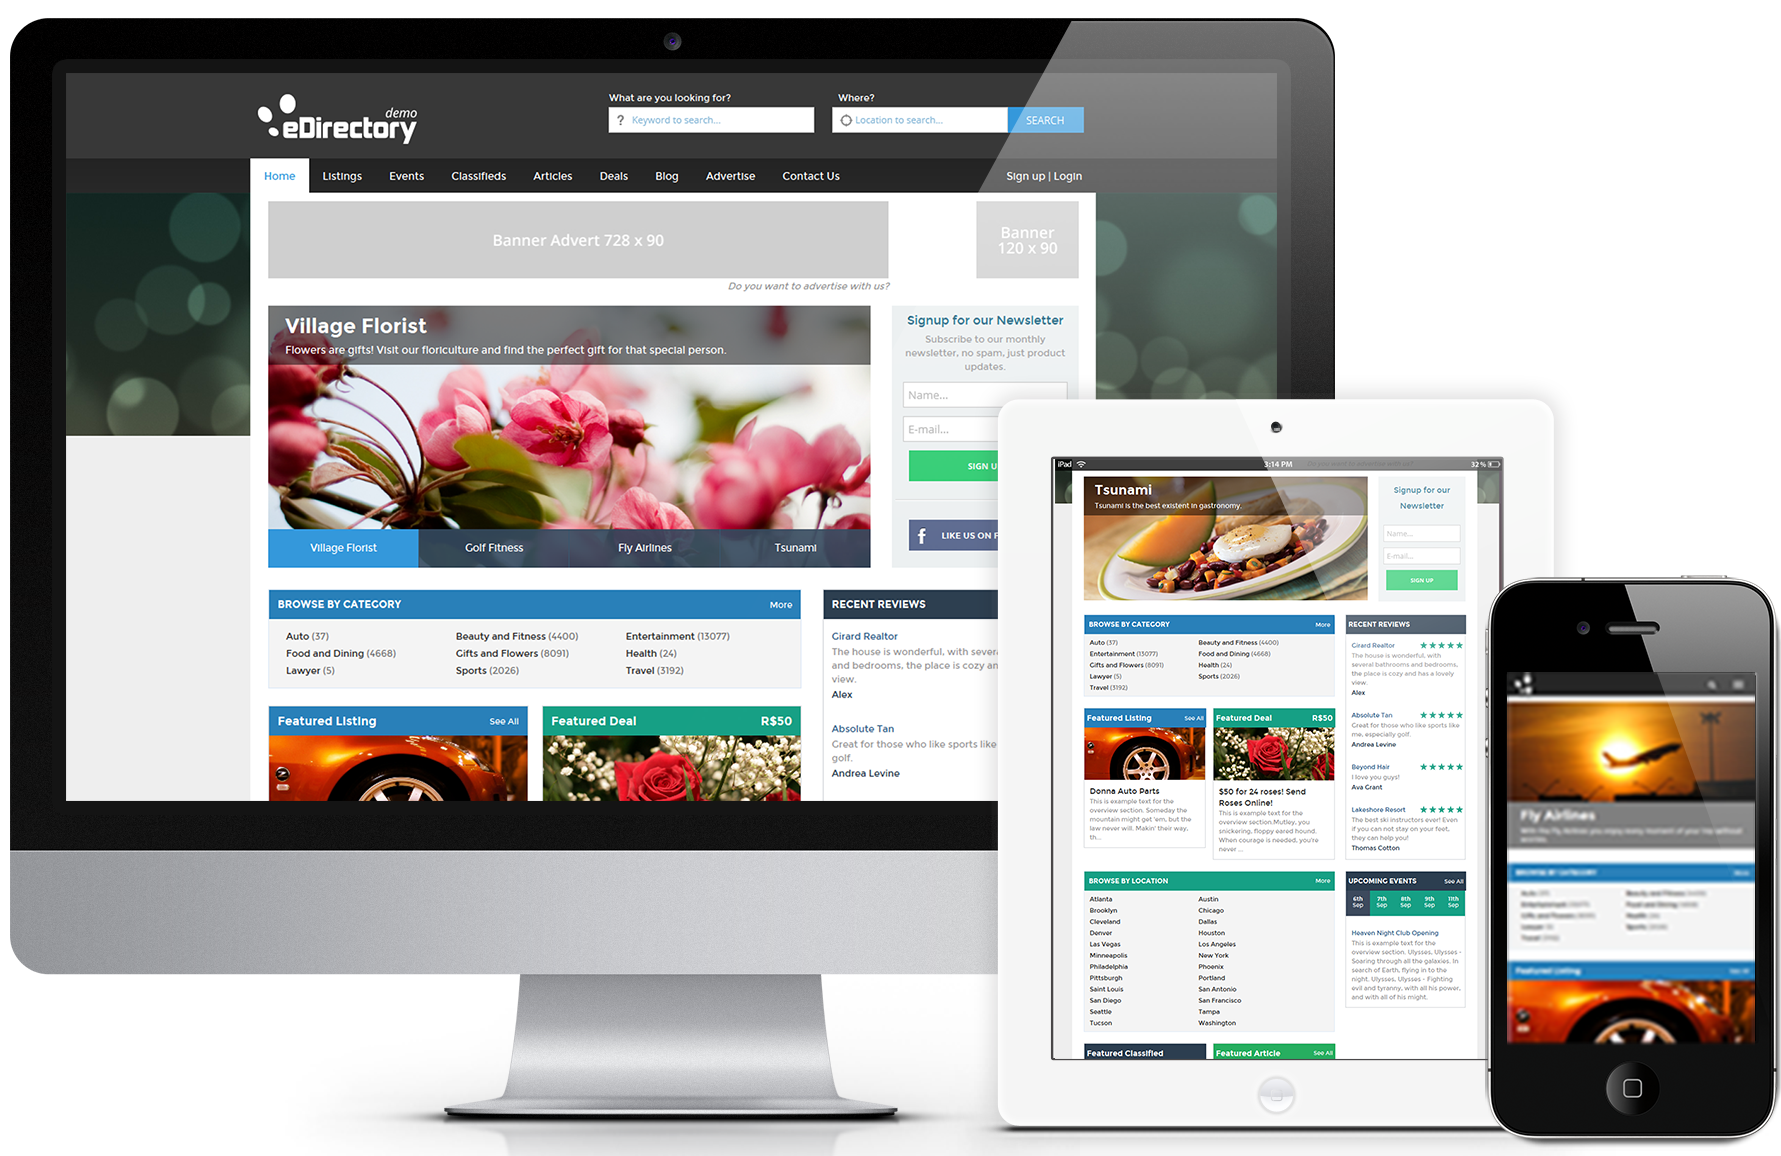 demo
eDirectory
What are you looking for?
Where?
? Keyword to search...
Location to search...
SEARCH
Home
Listings
Events
Classifieds
Articles
Deals
Blog
Advertise
Contact Us
Sign up | Login
Banner Advert 728 x 90
Banner
120 x 90
Do you want to advertise with us?
Village Florist
Flowers are gifts! Visit our floriculture and find the perfect gift for that special person.
Village Florist
Golf Fitness
Fly Airlines
Tsunami
Signup for our Newsletter
Subscribe to our monthly
newsletter, no spam, just product
updates.
Name...
E-mail...
SIGN U
f LIKE US ON F
BROWSE BY CATEGORY
More
Auto (37)
Beauty and Fitness (4400)
Entertainment (13077)
Food and Dining (4668)
Gifts and Flowers (8091)
Health (24)
Lawyer (5)
Sports (2026)
Travel (3192)
RECENT REVIEWS
Girard Realtor
The house is wonderful, with severa
and bedrooms, the place is cozy an
view.
Alex
Absolute Tan
Great for those who like sports like
golf.
Andrea Levine
Featured Listing
See All
Featured Deal
R$50
iPad
3:14 PM
32%
Tsunami
Tsunami is the best existent in gastronomy.
Signup for our
Newsletter
Name...
E-mail...
SIGN UP
BROWSE BY CATEGORY
More
Auto (37)
Beauty and Fitness (4400)
Entertainment (13077)
Food and Dining (4668)
Gifts and Flowers (8091)
Health (24)
Lawyer (5)
Sports (2026)
Travel (3192)
RECENT REVIEWS
Girard Realtor
The house is wonderful, with
several bathrooms and bedrooms,
the place is cozy and has a lovely
view.
Alex
Absolute Tan
Great for those who like sports like
me, especially golf.
Andrea Levine
Beyond Hair
I love you guys!
Ava Grant
Lakeshore Resort
The best ski instructors ever! Even
if you can not stay on your feet,
they can help you!
Thomas Cotton
Featured Listing
See All
Donna Auto Parts
This is example text for the
overview section. Someday the
mountain might get 'em, but the
law never will. Makin' their way,
th...
Featured Deal
R$50
$50 for 24 roses! Send
Roses Online!
This is example text for the
overview section.Mutley, you
snickering, floppy eared hound.
When courage is needed, you're
never ...
BROWSE BY LOCATION
More
Atlanta
Austin
Brooklyn
Chicago
Cleveland
Dallas
Denver
Houston
Las Vegas
Los Angeles
Minneapolis
New York
Philadelphia
Phoenix
Pittsburgh
Portland
Saint Louis
San Antonio
San Diego
San Francisco
Seattle
Tampa
Tucson
Washington
UPCOMING EVENTS
See All
6th
Sep
7th
Sep
8th
Sep
9th
Sep
11th
Sep
Heaven Night Club Opening
This is example text for the
overview section. Ulysses, Ulysses -
Soaring through all the galaxies. In
search of Earth, flying in to the
night. Ulysses, Ulysses - Fighting
evil and tyranny, with all his power,
and with all of his might.
Featured Classified
Featured Article
See All
Fly Airlines
BROWSE BY CATEGORY
More
Featured Listing
See All